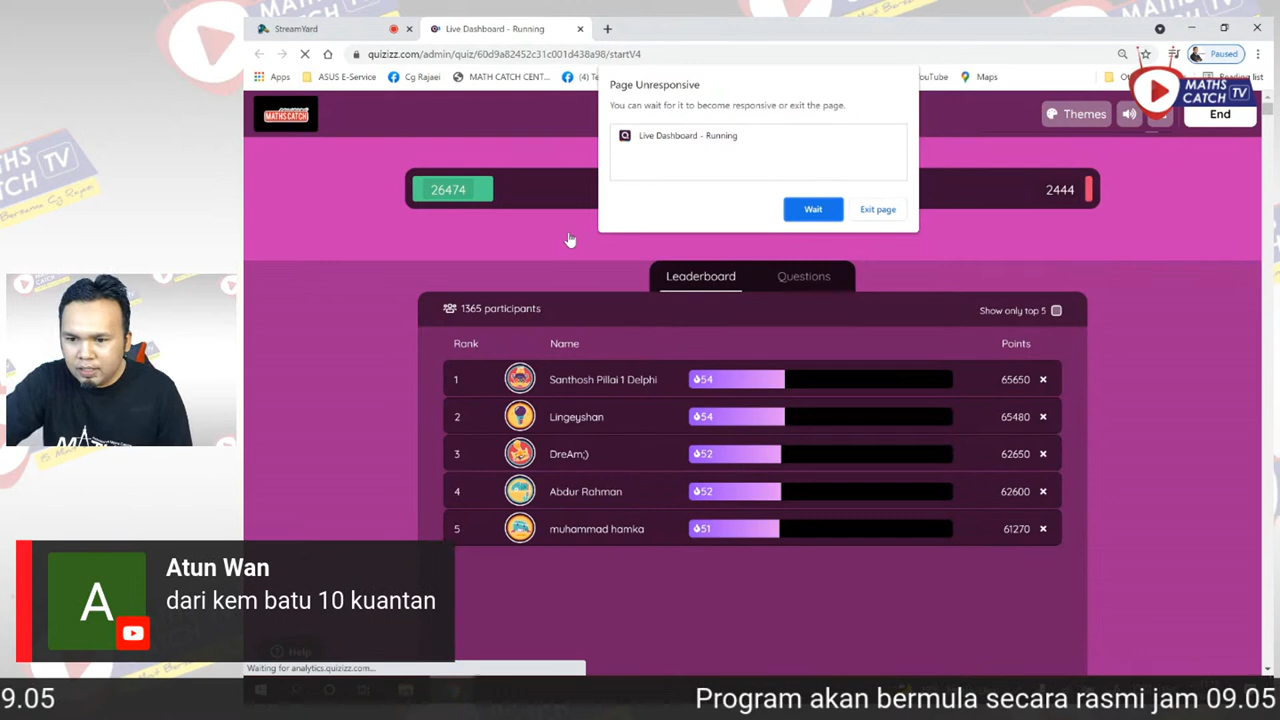 StreamYard
Live Dashboard - Running
quizizz.com/admin/quiz/60d9a82452c31c001d438a98/startV4
Paused
Apps
ASUS E-Service
Cg Rajaei
MATH CATCH CENT...
Maps
Reading list
MATHS
CATCH TV
Page Unresponsive
You can wait for it to become responsive or exit the page.
Live Dashboard - Running
Wait
Exit page
MATHS CATCH
Themes
End
26474
2444
Leaderboard
Questions
1365 participants
Show only top 5
Rank
Name
Points
1
Santhosh Pillai 1 Delphi
54
65650
2
Lingeyshan
54
65480
3
DreAm;)
52
62650
4
Abdur Rahman
52
62600
5
muhammad hamka
51
61270
Atun Wan
A
dari kem batu 10 kuantan
Help
Waiting for analytics.quizizz.com...
9.05
Program akan bermula secara rasmi jam 09.05